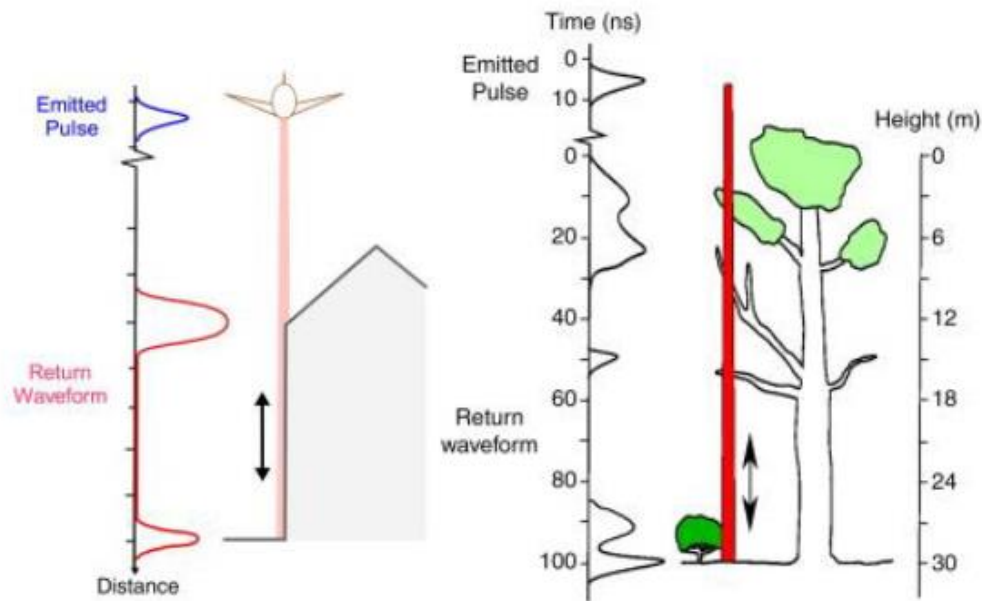 Emitted
Pulse
Return
Waveform
Distance
Time (ns)
Emitted
Pulse
0
10
0
20
40
60
80
100
Return
waveform
Height (m)
0
6
12
18
24
30